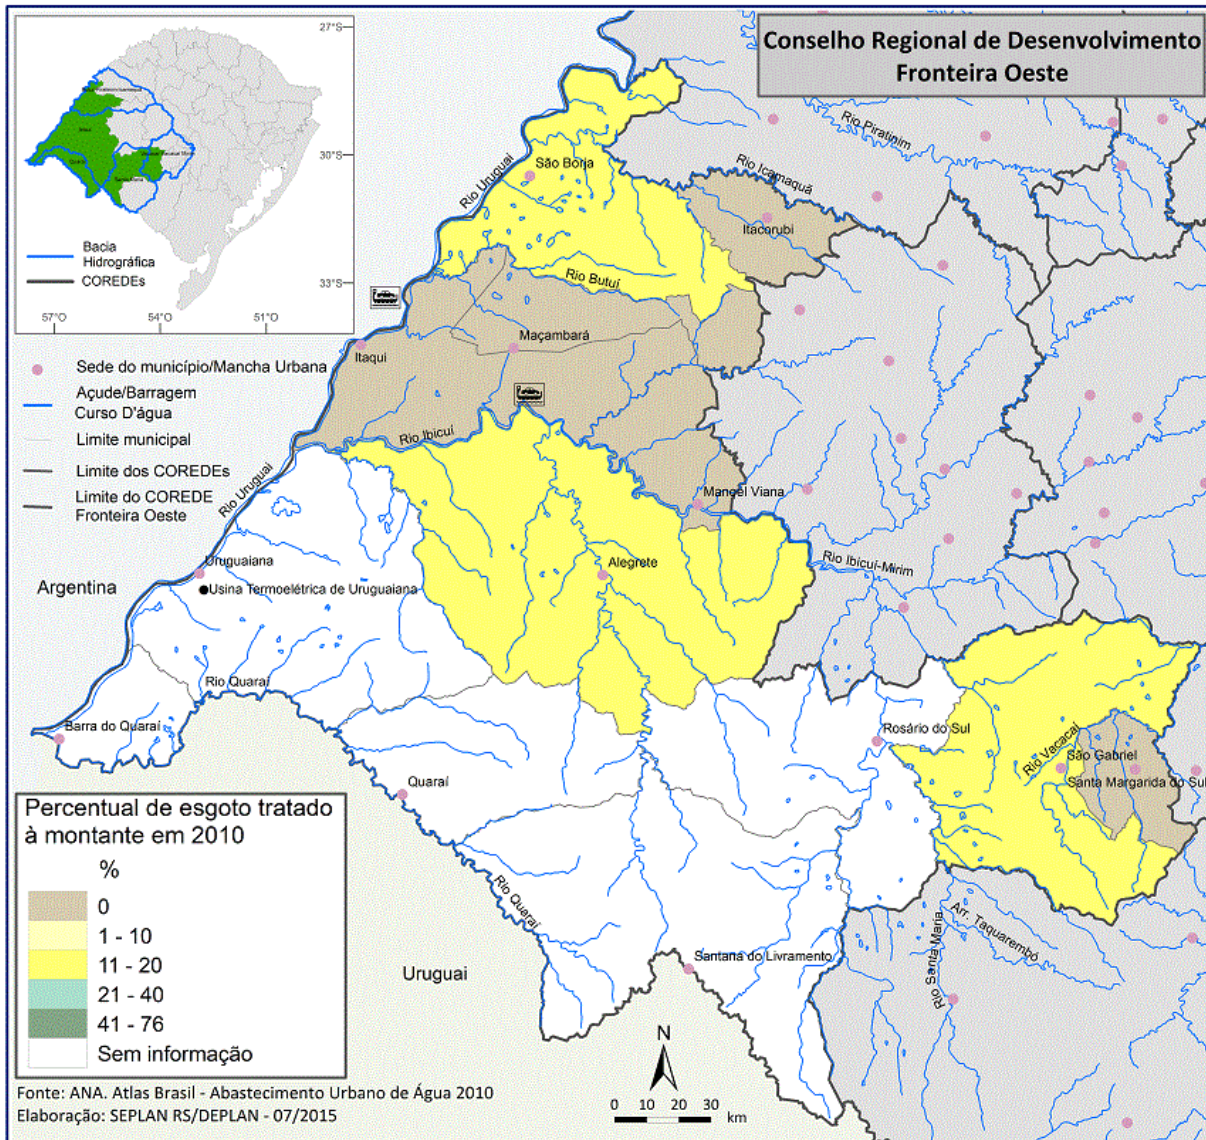 Conselho Regional de Desenvolvimento
Fronteira Oeste
27°S
30°S
33°S
57°O
54°O
51°O
Bacia
Hidrográfica
COREDEs
Sede do município/Mancha Urbana
Açude/Barragem
Curso D'água
Limite municipal
Limite dos COREDEs
Limite do COREDE
Fronteira Oeste
Rio Piratinim
Rio Uruguai
São Borja
Rio Icamaquã
Itacorubi
Rio Butuí
Maçambará
Itaqui
Rio Ibicuí
Rio Uruguai
Manoel Viana
Rio Ibicuí-Mirim
Uruguaiana
Alegrete
Argentina
Usina Termoelétrica de Uruguaiana
Rio Quaraí
Barra do Quaraí
Rosário do Sul
Rio Vacacaí
São Gabriel
Santa Margarida do Sul
Quaraí
Rio Quaraí
Arr. Taquarembó
Rio Santa Maria
Santana do Livramento
Uruguai
Percentual de esgoto tratado
à montante em 2010
%
0
1 - 10
11 - 20
21 - 40
41 - 76
Sem informação
N
0 10 20 30
km
Fonte: ANA. Atlas Brasil - Abastecimento Urbano de Água 2010
Elaboração: SEPLAN RS/DEPLAN - 07/2015